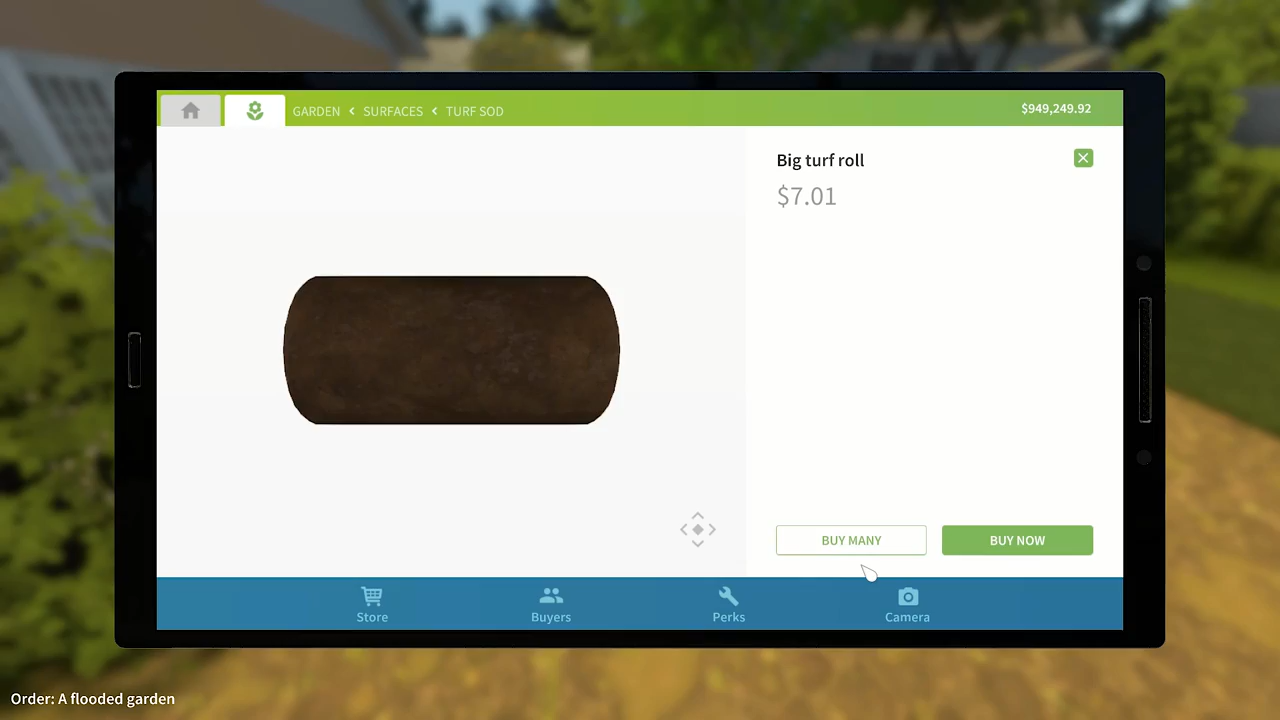 GARDEN < SURFACES < TURF SOD
$949,249.92
Big turf roll
$7.01
BUY MANY
BUY NOW
Store
Buyers
Perks
Camera
Order: A flooded garden